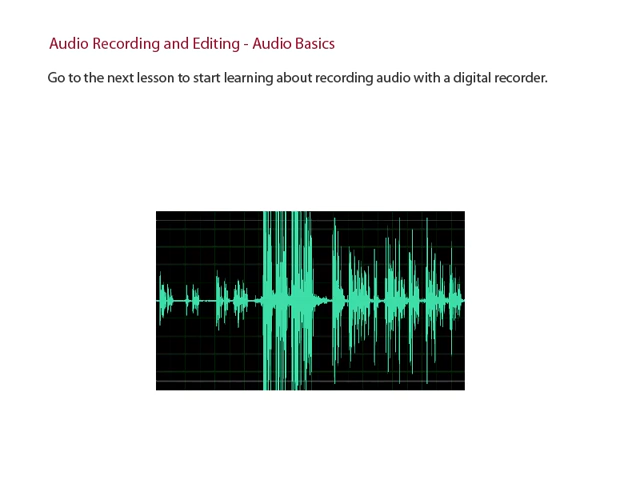 Audio Recording and Editing - Audio Basics
Go to the next lesson to start learning about recording audio with a digital recorder.